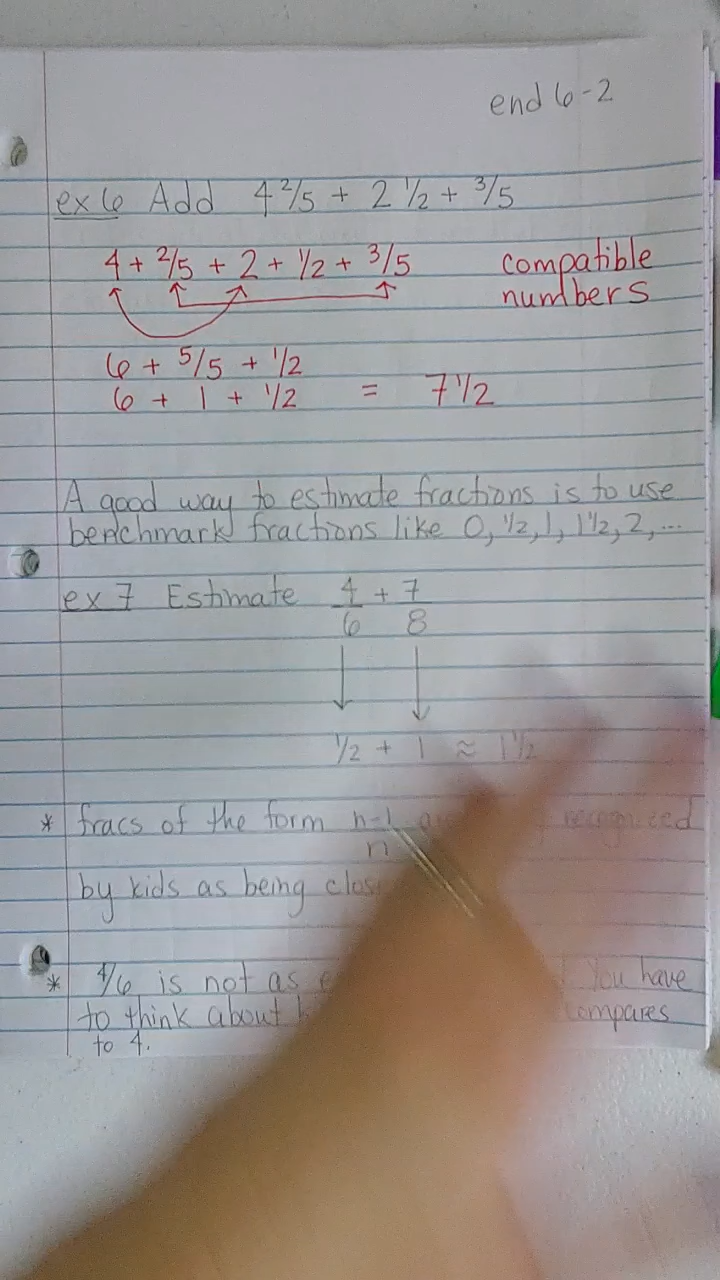 end 6-2
ex 6 Add 4 2/5 + 2 1/2 + 3/5
4 + 2/5 + 2 + 1/2 + 3/5 compatible
numbers
6 + 5/5 + 1/2
6 + 1 + 1/2 = 7 1/2
A good way to estimate fractions is to use
benchmark fractions like 0, 1/2, 1, 1 1/2, 2, ...
ex 7 Estimate 4/6 + 7/8
1/2 + 1 ≈ 1 1/2
* fracs of the form n-1/n recognized
by kids as being
* 4/6 is not as you have
to think about compares
to 4.